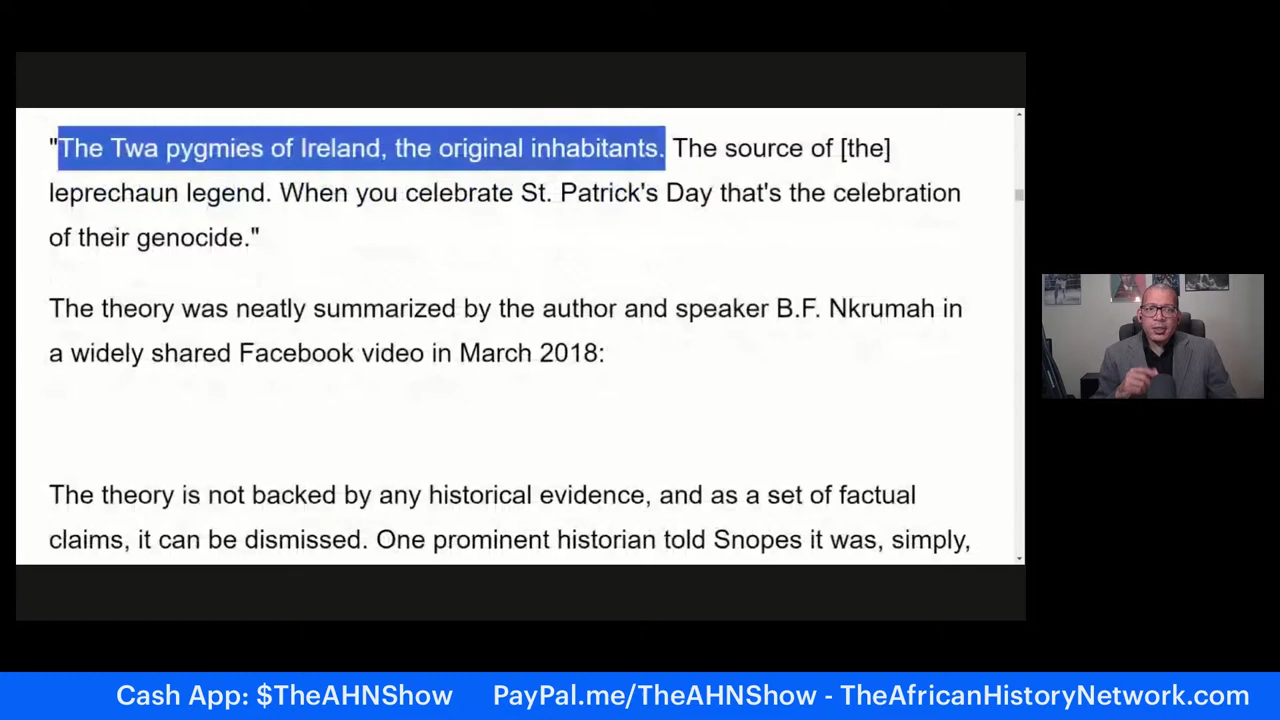 "The Twa pygmies of Ireland, the original inhabitants. The source of [the]
leprechaun legend. When you celebrate St. Patrick's Day that's the celebration
of their genocide."
The theory was neatly summarized by the author and speaker B.F. Nkrumah in
a widely shared Facebook video in March 2018:
The theory is not backed by any historical evidence, and as a set of factual
claims, it can be dismissed. One prominent historian told Snopes it was, simply,
Cash App: $TheAHNShow PayPal.me/TheAHNShow - TheAfricanHistoryNetwork.com